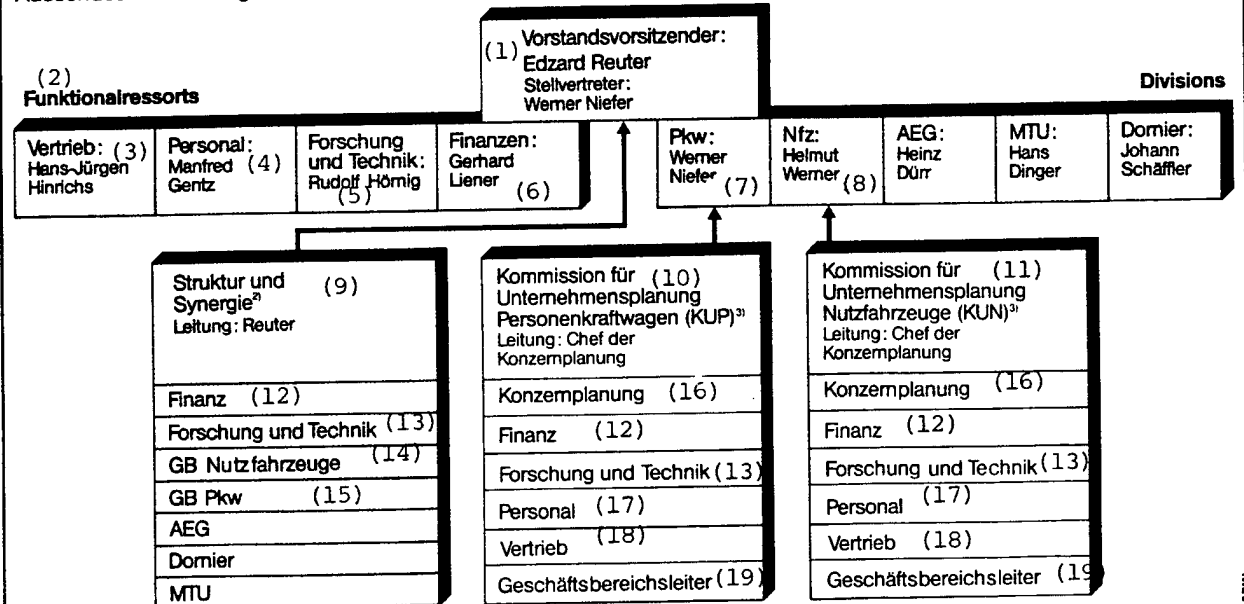 (1) Vorstandsvorsitzender:
Edzard Reuter
Stellvertreter:
Werner Niefer
(2)
Funktionalressorts
Divisions
Vertrieb: (3)
Hans-Jürgen
Hinrichs
Personal:
Manfred (4)
Gentz
Forschung
und Technik:
Rudolf Hörnig
(5)
Finanzen:
Gerhard
Liener
(6)
Pkw:
Werner
Niefer (7)
Nfz:
Helmut
Werner (8)
AEG:
Heinz
Dürr
MTU:
Hans
Dinger
Dornier:
Johann
Schäffler
Struktur und (9)
Synergie²⁾
Leitung: Reuter
Finanz (12)
Forschung und Technik (13)
GB Nutzfahrzeuge (14)
GB Pkw (15)
AEG
Dornier
MTU
Kommission für (10)
Unternehmensplanung
Personenkraftwagen (KUP)³⁾
Leitung: Chef der
Konzernplanung
Konzernplanung (16)
Finanz (12)
Forschung und Technik (13)
Personal (17)
Vertrieb (18)
Geschäftsbereichsleiter (19)
Kommission für (11)
Unternehmensplanung
Nutzfahrzeuge (KUN)³⁾
Leitung: Chef der
Konzernplanung
Konzernplanung (16)
Finanz (12)
Forschung und Technik (13)
Personal (17)
Vertrieb (18)
Geschäftsbereichsleiter (19